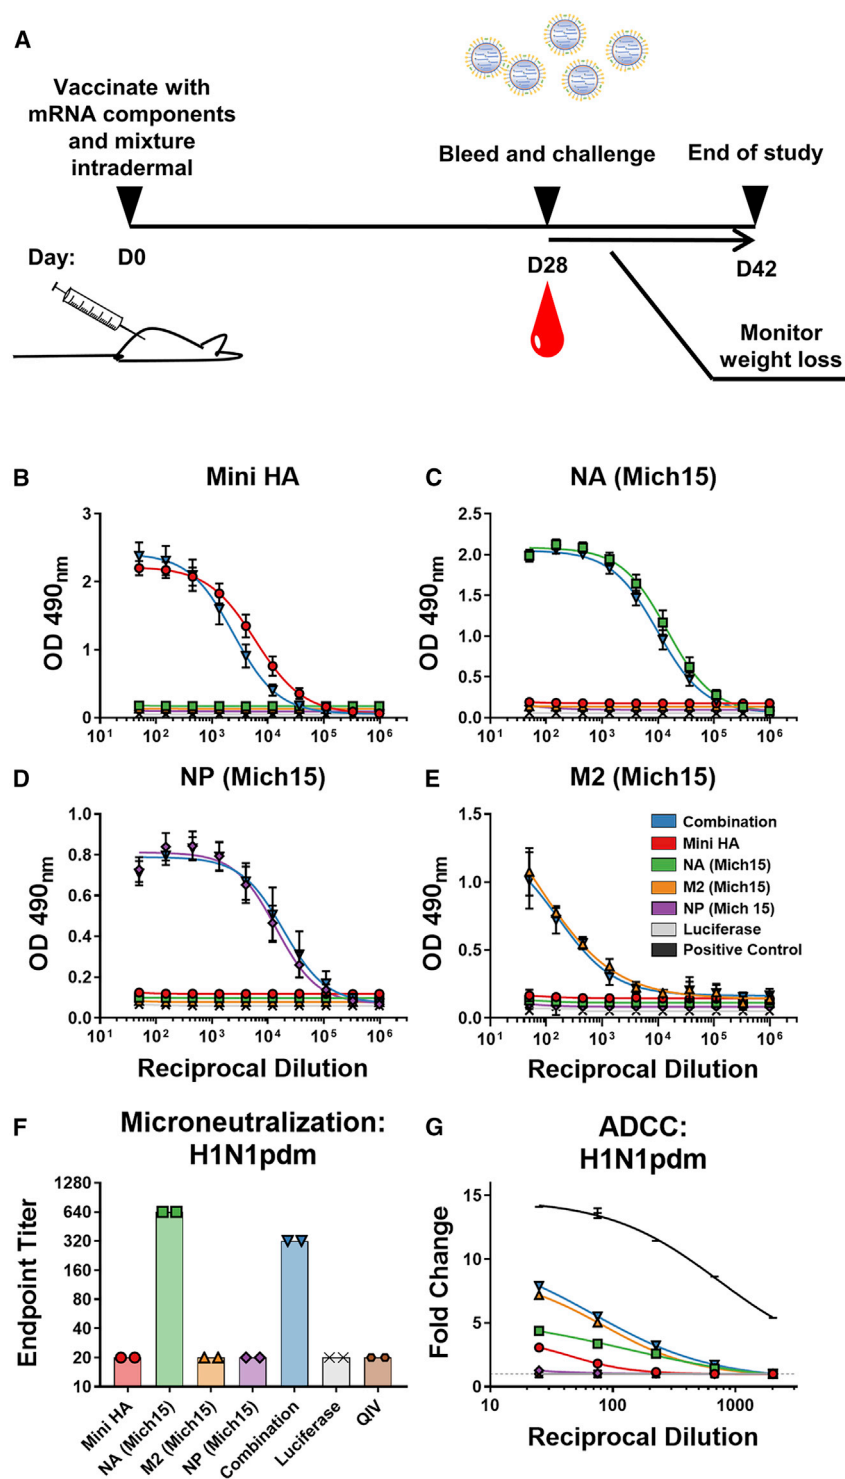 A
Vaccinate with
mRNA components
and mixture
intradermal
Bleed and challenge
End of study
Day:
D0
D28
D42
Monitor
weight loss
B
Mini HA
OD 490nm
3
2
1
0
10¹ 10² 10³ 10⁴ 10⁵ 10⁶
C
NA (Mich15)
OD 490nm
2.5
2.0
1.5
1.0
0.5
0.0
10¹ 10² 10³ 10⁴ 10⁵ 10⁶
D
NP (Mich15)
OD 490nm
1.0
0.8
0.6
0.4
0.2
0.0
10¹ 10² 10³ 10⁴ 10⁵ 10⁶
Reciprocal Dilution
E
M2 (Mich15)
OD 490nm
1.5
1.0
0.5
0.0
10¹ 10² 10³ 10⁴ 10⁵ 10⁶
Reciprocal Dilution
Combination
Mini HA
NA (Mich15)
M2 (Mich15)
NP (Mich 15)
Luciferase
Positive Control
F
Microneutralization:
H1N1pdm
Endpoint Titer
1280
640
320
160
80
40
20
10
Mini HA
NA (Mich15)
M2 (Mich15)
NP (Mich15)
Combination
Luciferase
QIV
G
ADCC:
H1N1pdm
Fold Change
15
10
5
0
10 100 1000
Reciprocal Dilution